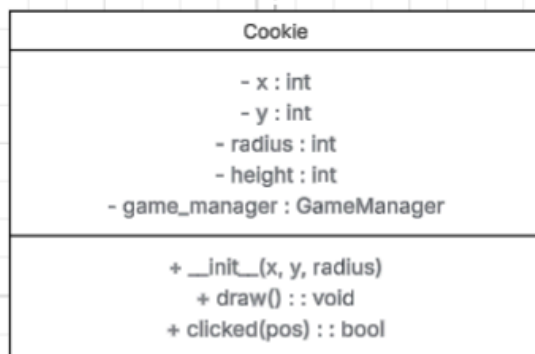 Cookie
- x : int
- y : int
- radius : int
- height : int
- game_manager : GameManager
+ __init__(x, y, radius)
+ draw() : : void
+ clicked(pos) : : bool